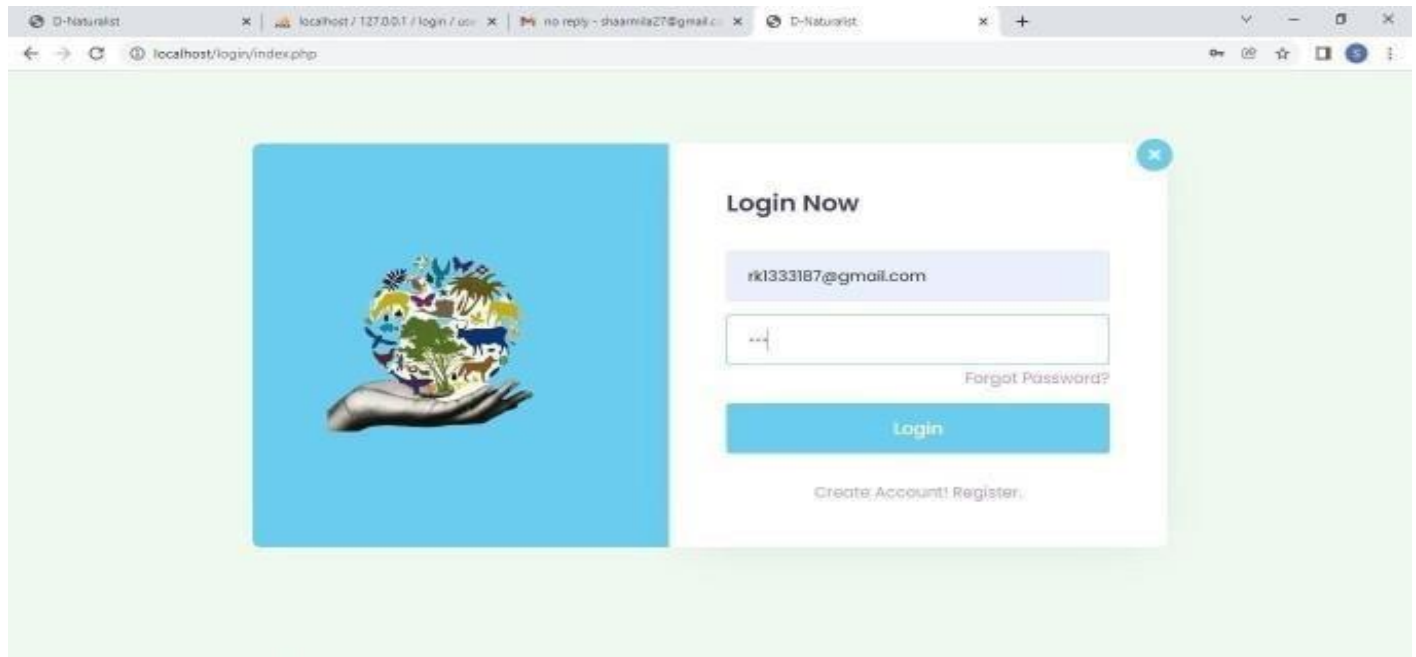 D-Naturalist
localhost / 127.0.0.1 / login / use
no reply - shaarmila27@gmail.c
D-Naturalist
localhost/login/index.php
S
Login Now
rk1333187@gmail.com
Forgot Password?
Login
Create Account! Register.